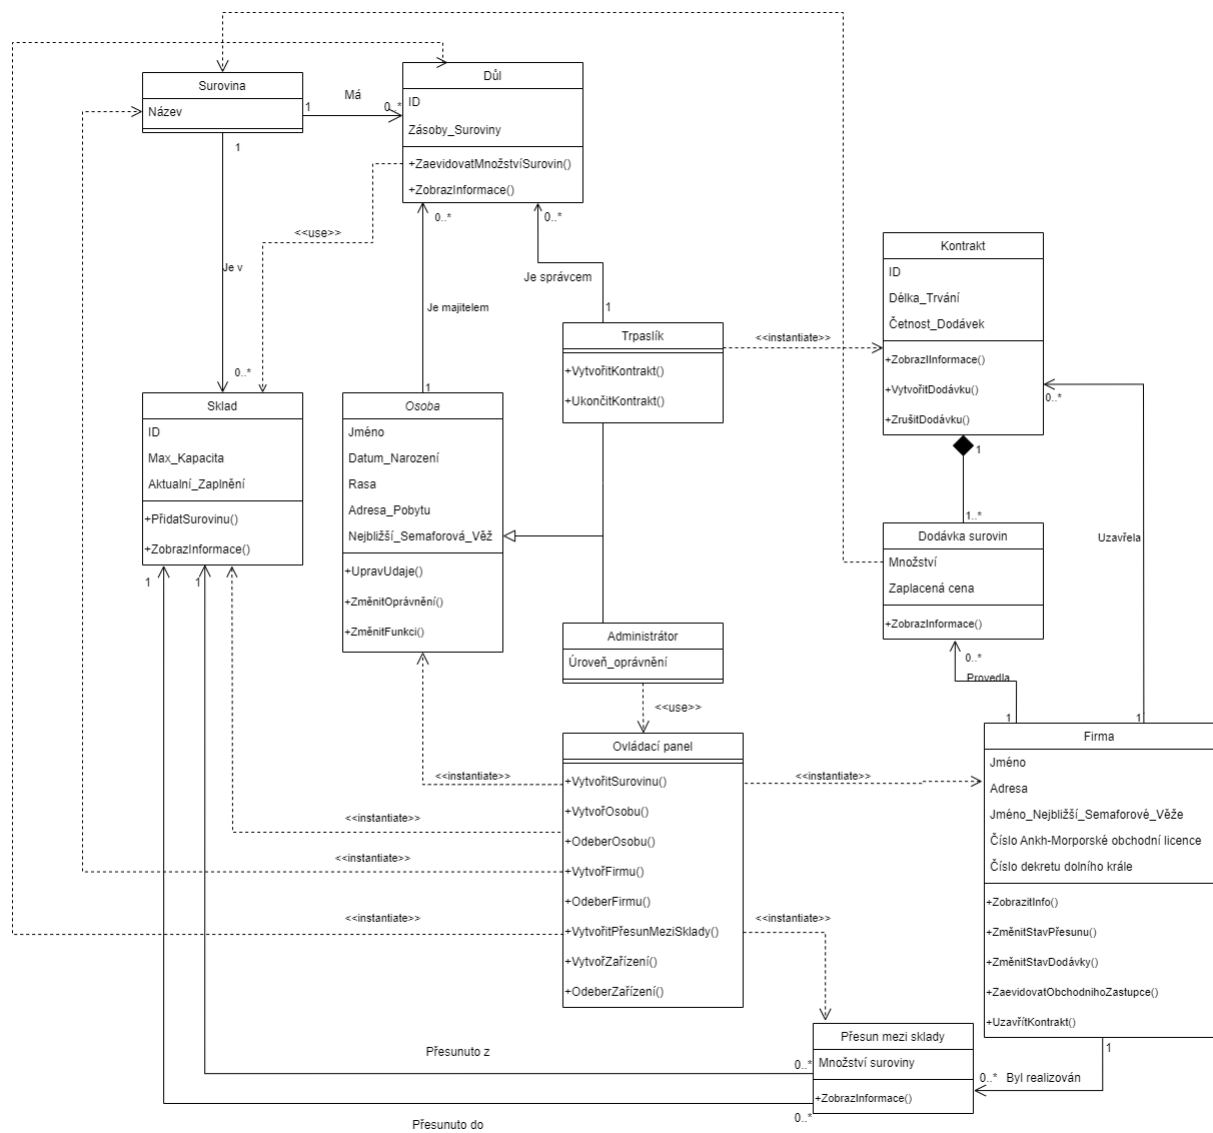 Surovina
Název
1
Má
0..*
Důl
ID
Zásoby_Suroviny
+ZaevidovatMnožstvíSurovin()
+ZobrazInformace()
1
<<use>>
0..*
0..*
Je v
Je majitelem
Je správcem
1
0..*
1
Kontrakt
ID
Délka_Trvání
Četnost_Dodávek
+ZobrazIInformace()
+VytvořitDodávku()
+ZrušitDodávku()
<<instantiate>>
Trpaslík
+VytvořitKontrakt()
+UkončitKontrakt()
0..*
1
1..*
Uzavřela
Sklad
ID
Max_Kapacita
Aktualní_Zaplnění
+PřidatSurovinu()
+ZobrazInformace()
1
1
Osoba
Jméno
Datum_Narození
Rasa
Adresa_Pobytu
Nejbližší_Semaforová_Věž
+UpravUdaje()
+ZměnitOprávnění()
+ZměnitFunkci()
Dodávka surovin
Množství
Zaplacená cena
+ZobrazInformace()
0..*
Provedla
1
1
Administrátor
Úroveň_oprávnění
<<use>>
Ovládací panel
+VytvořitSurovinu()
+VytvořOsobu()
+OdeberOsobu()
+VytvořFirmu()
+OdeberFirmu()
+VytvořitPřesunMeziSklady()
+VytvořZařízení()
+OdeberZařízení()
<<instantiate>>
<<instantiate>>
<<instantiate>>
<<instantiate>>
<<instantiate>>
<<instantiate>>
Firma
Jméno
Adresa
Jméno_Nejbližší_Semaforové_Věže
Číslo Ankh-Morporské obchodní licence
Číslo dekretu dolního krále
+ZobrazitInfo()
+ZměnitStavPřesunu()
+ZměnitStavDodávky()
+ZaevidovatObchodnihoZastupce()
+UzavřítKontrakt()
1
Přesun mezi sklady
Množství suroviny
+ZobrazInformace()
Přesunuto z
0..*
0..*
Byl realizován
Přesunuto do
0..*